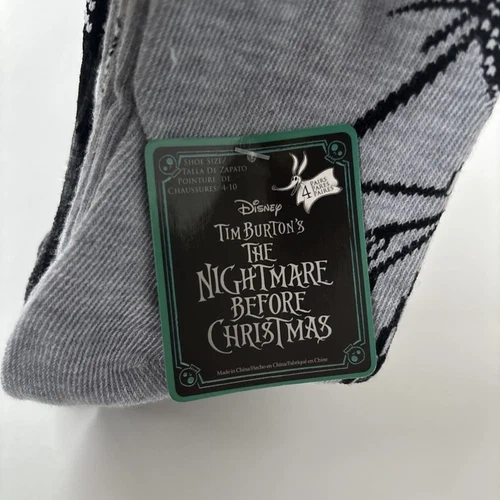 SHOE SIZE/
TALLA DE ZAPATO
POINTURE DE
CHAUSSURES: 4-10
4 PAIRS
PARES
PAIRES
Disney
TIM BURTON'S
THE
NIGHTMARE
BEFORE
CHRISTMAS
Made in China/Hecho en China/Fabriqué en Chine